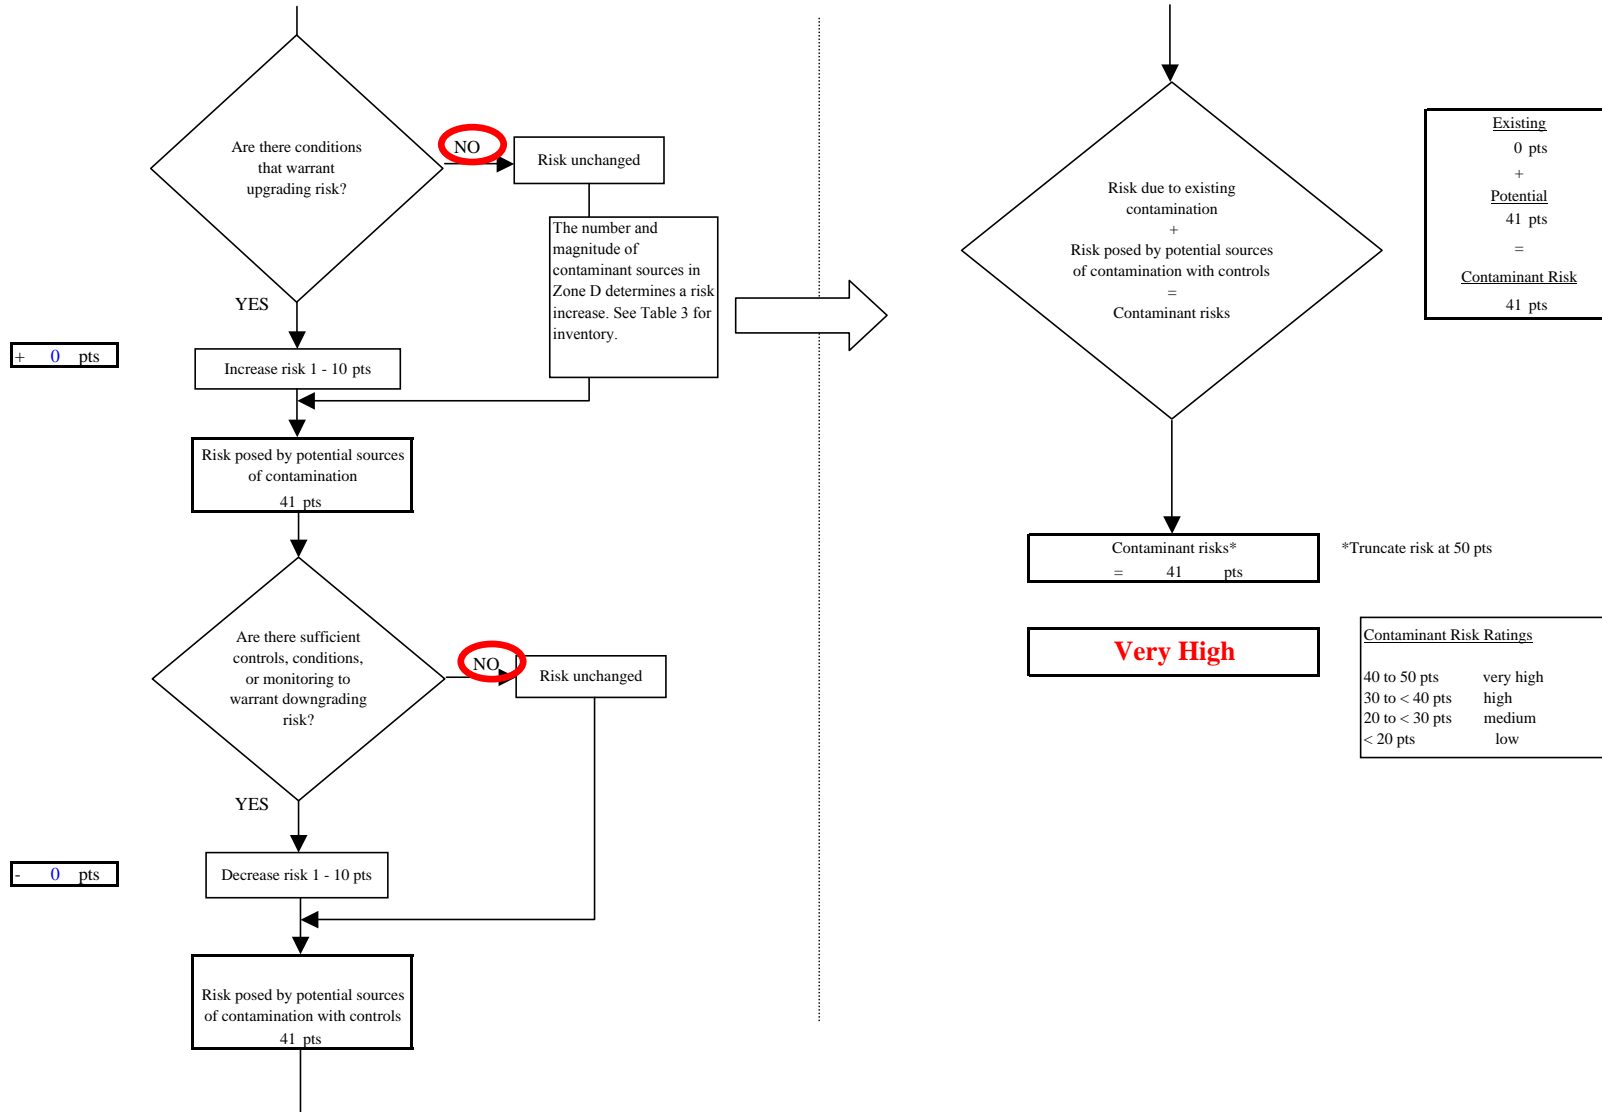 Are there conditions
that warrant
upgrading risk?
NO
Risk unchanged
The number and
magnitude of
contaminant sources in
Zone D determines a risk
increase. See Table 3 for
inventory.
YES
+ 0 pts
Increase risk 1 - 10 pts
Risk posed by potential sources
of contamination
41 pts
Are there sufficient
controls, conditions,
or monitoring to
warrant downgrading
risk?
NO
Risk unchanged
YES
- 0 pts
Decrease risk 1 - 10 pts
Risk posed by potential sources
of contamination with controls
41 pts
Risk due to existing
contamination
+
Risk posed by potential sources
of contamination with controls
=
Contaminant risks
Existing
0 pts
+
Potential
41 pts
=
Contaminant Risk
41 pts
Contaminant risks*
= 41 pts
*Truncate risk at 50 pts
Very High
Contaminant Risk Ratings
40 to 50 pts very high
30 to < 40 pts high
20 to < 30 pts medium
< 20 pts low